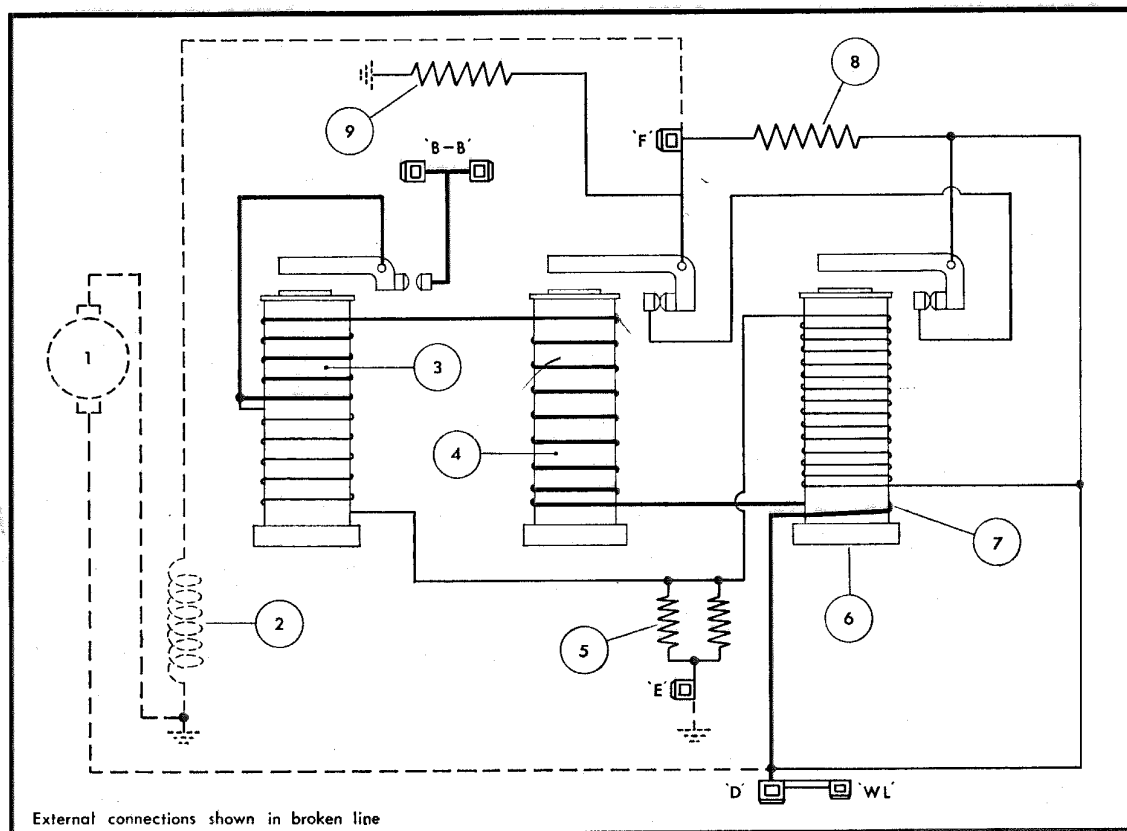 8
9
'F'
'B–B'
1
3
4
7
2
5
6
'E'
'D' 'WL'
External connections shown in broken line